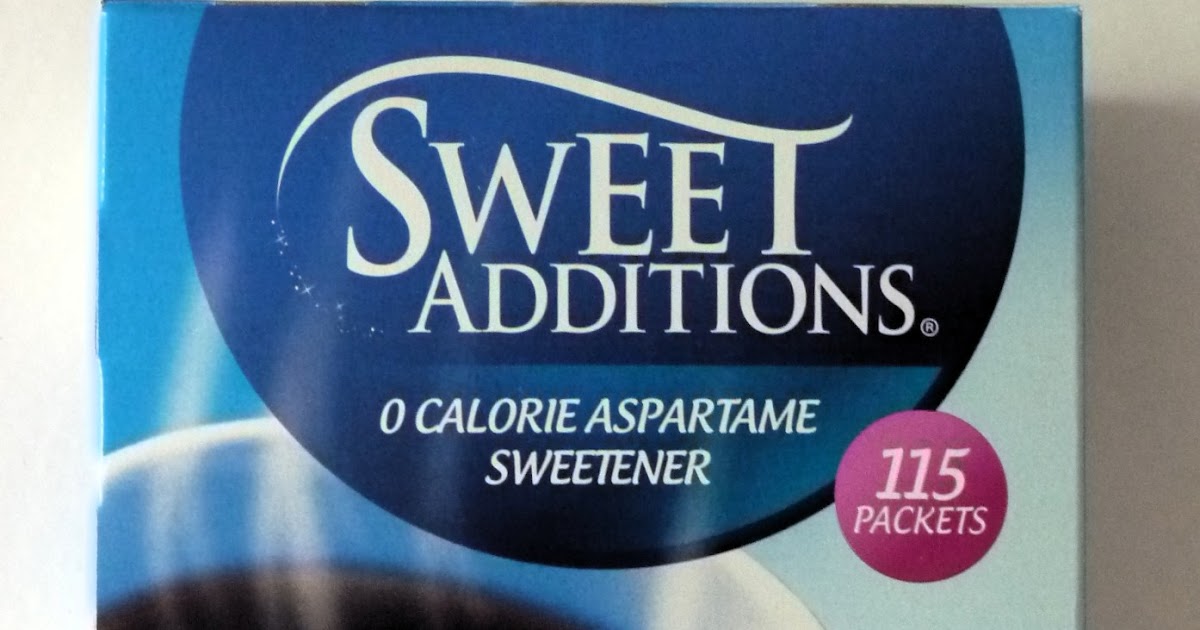 SWEET
ADDITIONS®
0 CALORIE ASPARTAME
SWEETENER
115
PACKETS